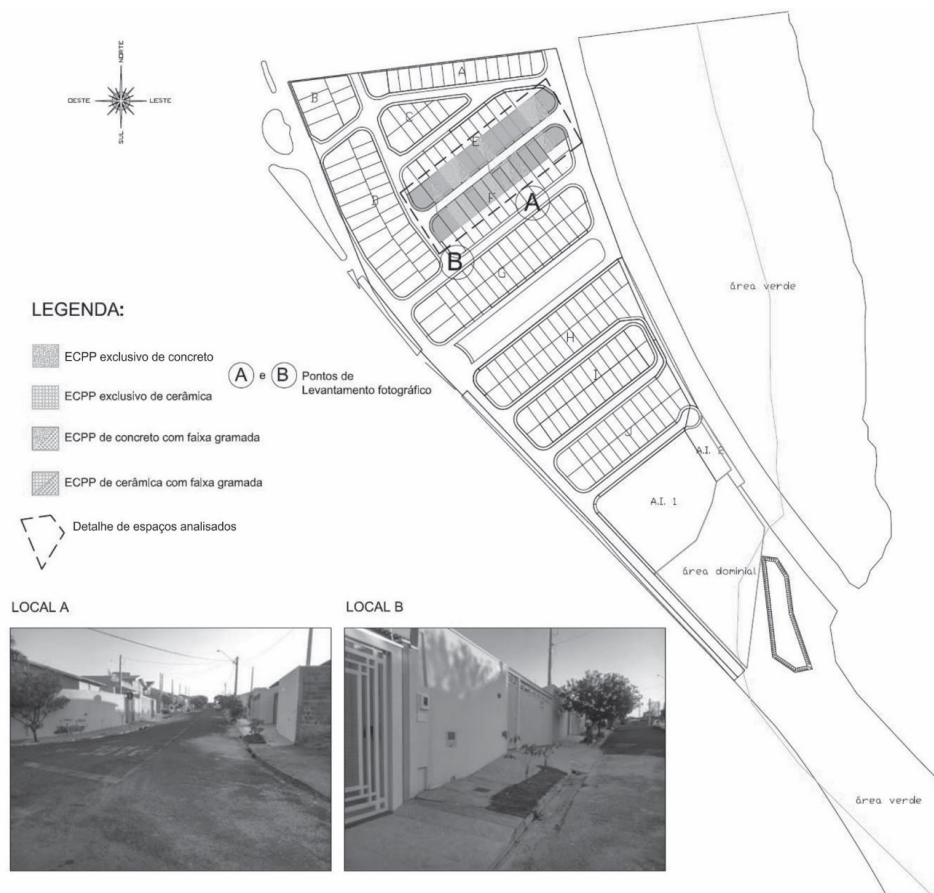 NORTE
OESTE
LESTE
SUL
A
B
C
E
B
F
A
B
G
área verde
H
I
J
A.I. 2
A.I. 1
área dominial
área verde
LEGENDA:
ECPP exclusivo de concreto
ECPP exclusivo de cerâmica
ECPP de concreto com faixa gramada
ECPP de cerâmica com faixa gramada
A e B Pontos de
Levantamento fotográfico
Detalhe de espaços analisados
LOCAL A
LOCAL B